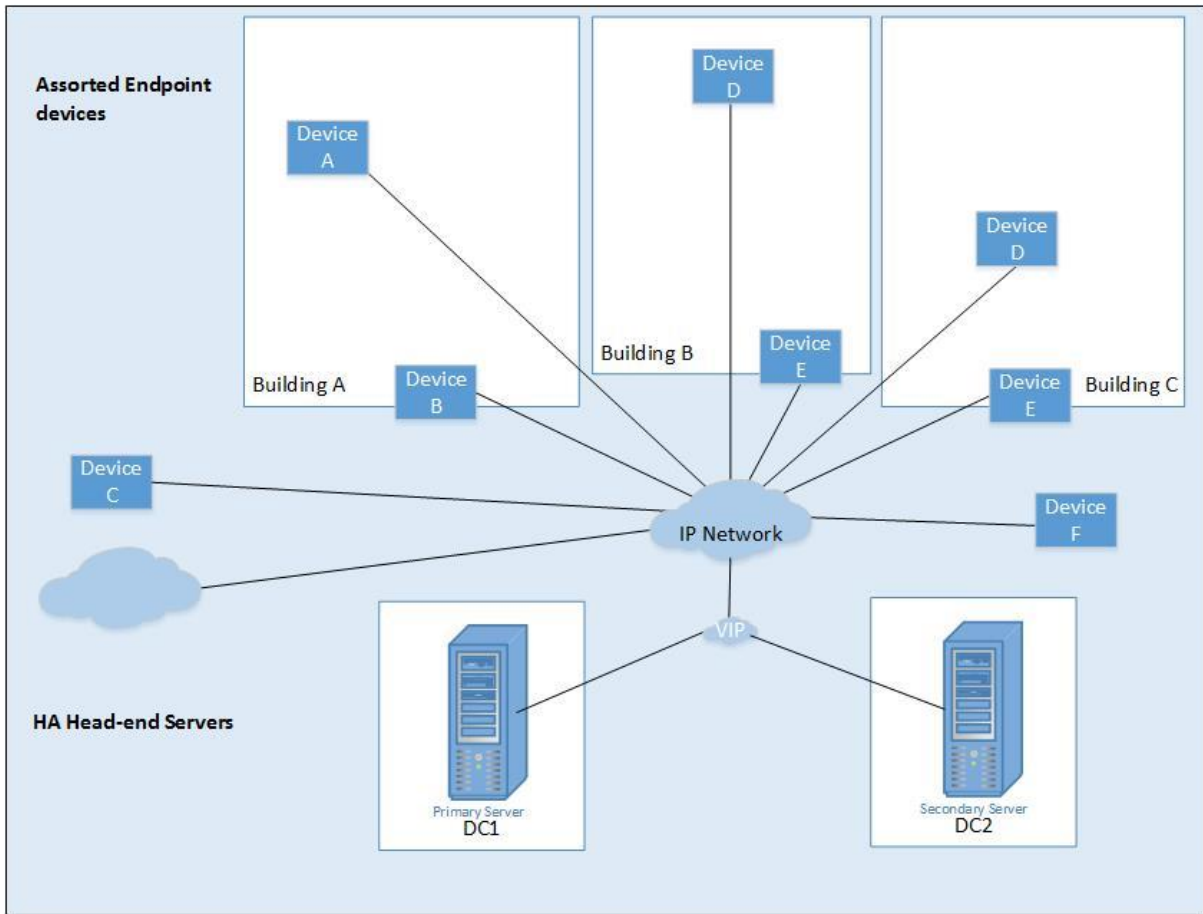 Assorted Endpoint
devices
Device
A
Device
B
Building A
Device
D
Device
E
Building B
Device
D
Device
E
Building C
Device
C
IP Network
Device
F
VIP
HA Head-end Servers
Primary Server
DC1
Secondary Server
DC2